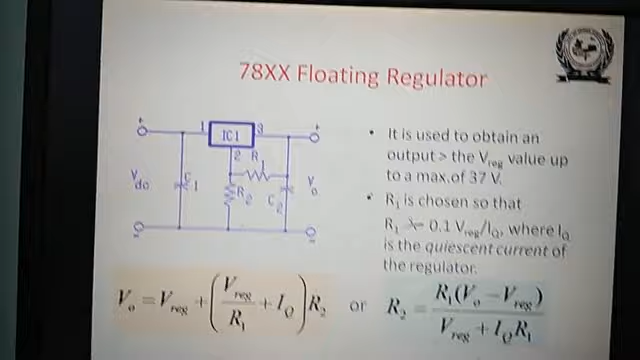 78XX Floating Regulator
1 IC1 3
2 R1
Vdo C1 R2 C2 Vo
• It is used to obtain an
output > the Vreg value up
to a max.of 37 V.
• R1 is chosen so that
R1 0.1 Vreg/IQ, where IQ
is the quiescent current of
the regulator.
Vo = Vreg + (Vreg/R1 + IQ) R2 or R2 = R1(Vo − Vreg)/(Vreg + IQR1)